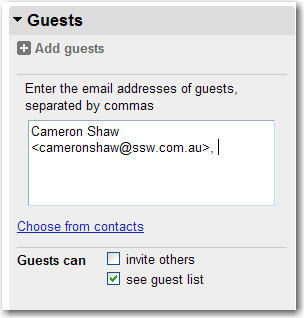 Guests
Add guests
Enter the email addresses of guests,
separated by commas
Cameron Shaw
<cameronshaw@ssw.com.au>,
Choose from contacts
Guests can invite others
see guest list